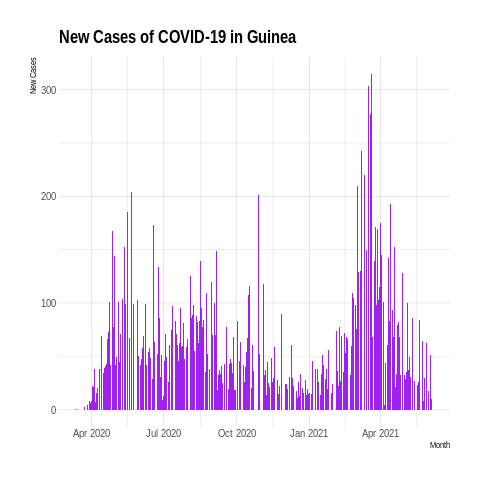 New Cases of COVID-19 in Guinea
New Cases
300
200
100
0
Apr 2020 Jul 2020 Oct 2020 Jan 2021 Apr 2021
Month